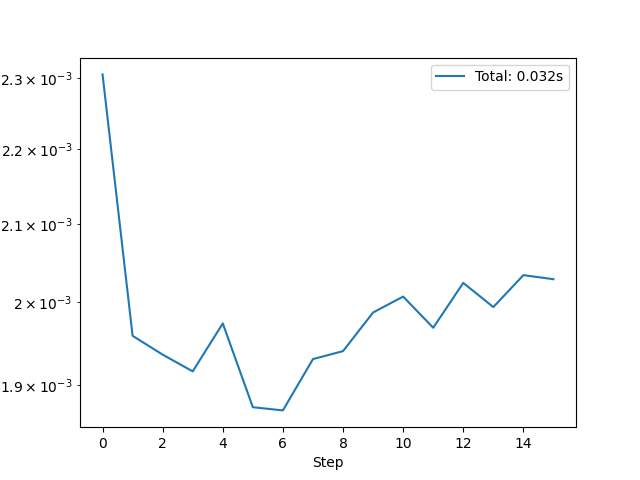 Total: 0.032s
2.3 × 10⁻³
2.2 × 10⁻³
2.1 × 10⁻³
2 × 10⁻³
1.9 × 10⁻³
0 2 4 6 8 10 12 14
Step